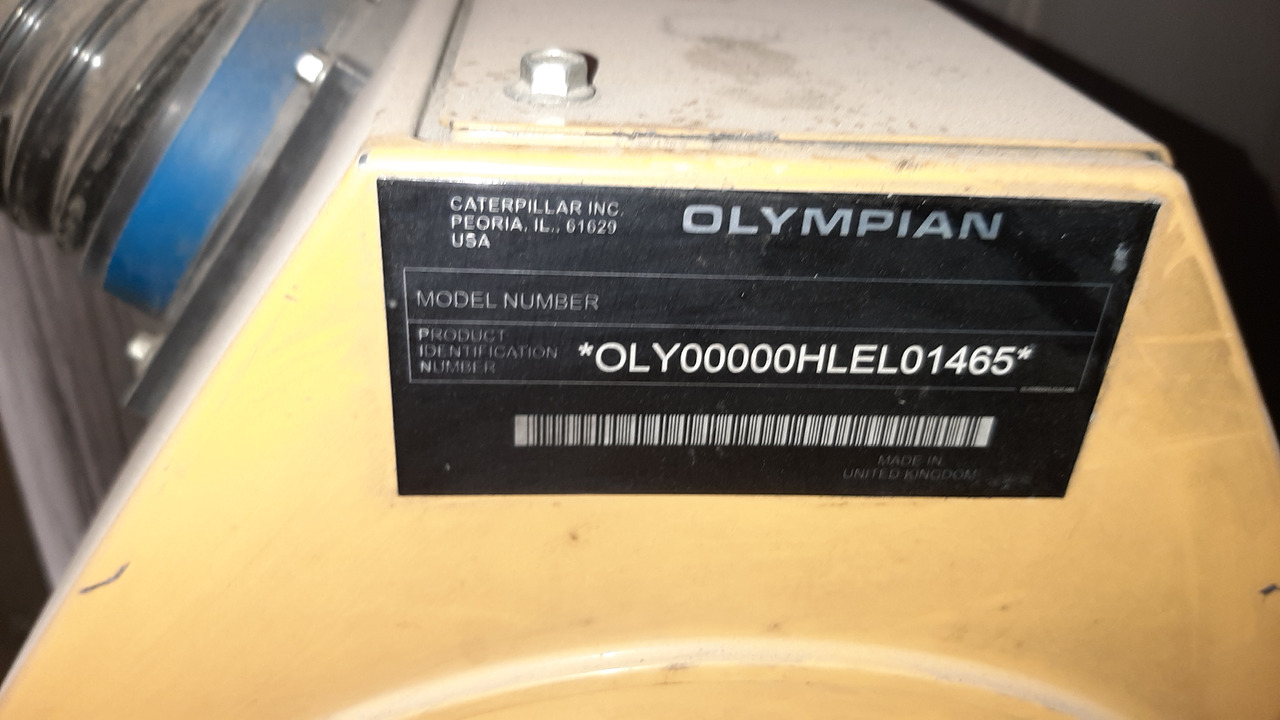 CATERPILLAR INC.
PEORIA, IL., 61629
USA
OLYMPIAN
MODEL NUMBER
PRODUCT
IDENTIFICATION
NUMBER
*OLY00000HLEL01465*
MADE IN
UNITED KINGDOM